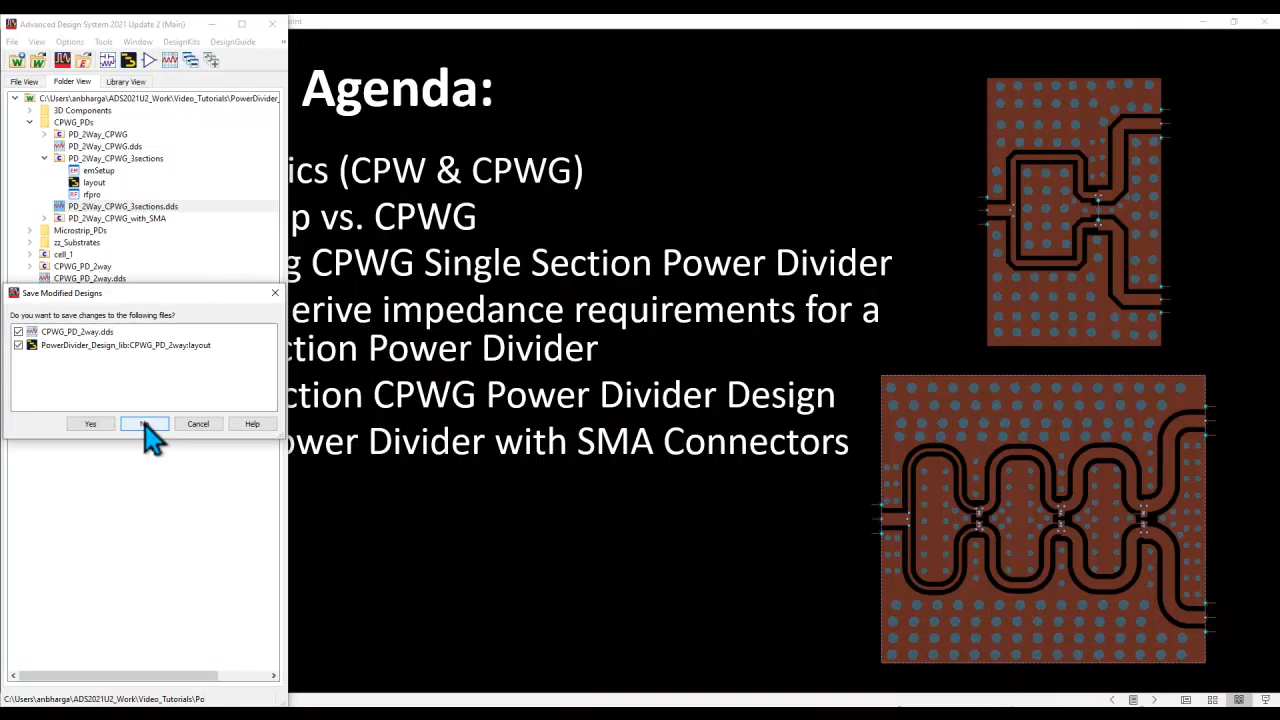 Advanced Design System 2021 Update 2 (Main)
File View Options Tools Window DesignKits DesignGuide »
File View Folder View Library View
C:\Users\anbharga\ADS2021U2_Work\Video_Tutorials\PowerDivider_
3D Components
CPWG_PDs
PD_2Way_CPWG
PD_2Way_CPWG.dds
PD_2Way_CPWG_3sections
emSetup
layout
rfpro
PD_2Way_CPWG_3sections.dds
PD_2Way_CPWG_with_SMA
Microstrip_PDs
zz_Substrates
cell_1
CPWG_PD_2way
CPWG_PD_2way.dds
Save Modified Designs
Do you want to save changes to the following files?
CPWG_PD_2way.dds
PowerDivider_Design_lib:CPWG_PD_2way:layout
Yes Cancel Help
C:\Users\anbharga\ADS2021U2_Work\Video_Tutorials\Po
oint
Agenda:
ics (CPW & CPWG)
p vs. CPWG
g CPWG Single Section Power Divider
erive impedance requirements for a
ction Power Divider
ction CPWG Power Divider Design
ower Divider with SMA Connectors